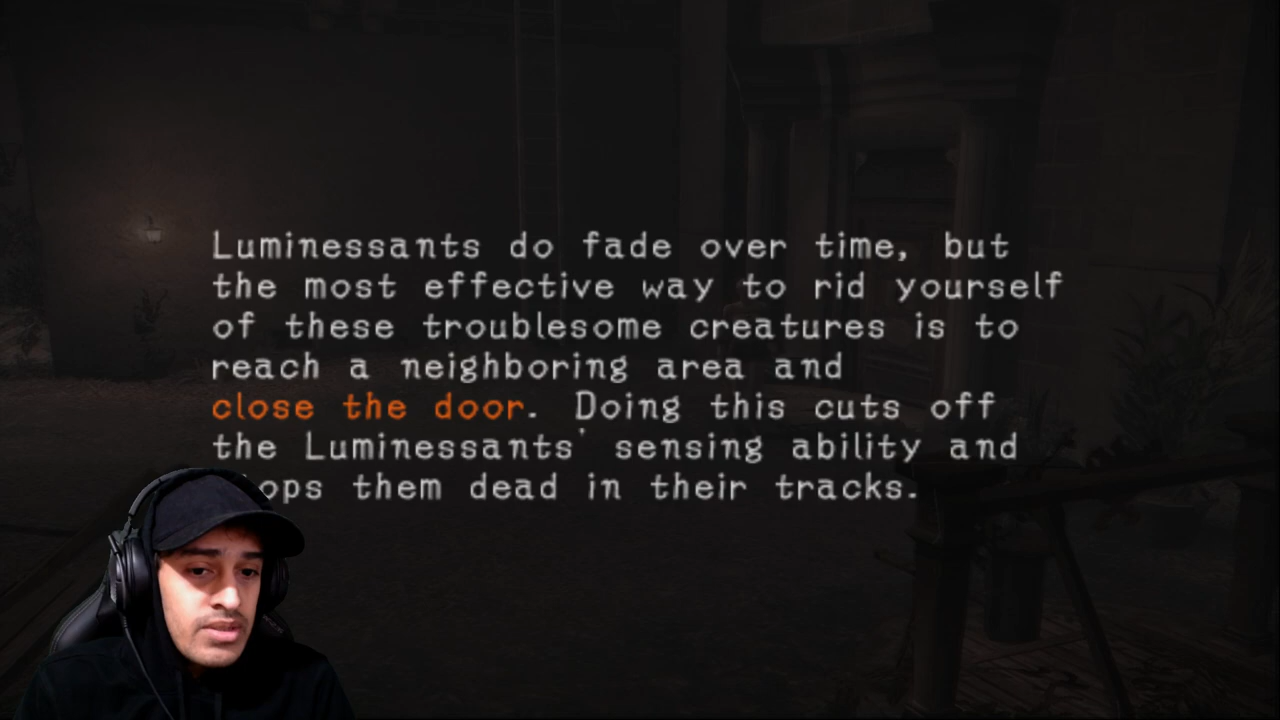 Luminessants do fade over time, but
the most effective way to rid yourself
of these troublesome creatures is to
reach a neighboring area and
close the door. Doing this cuts off
the Luminessants' sensing ability and
them dead in their tracks.